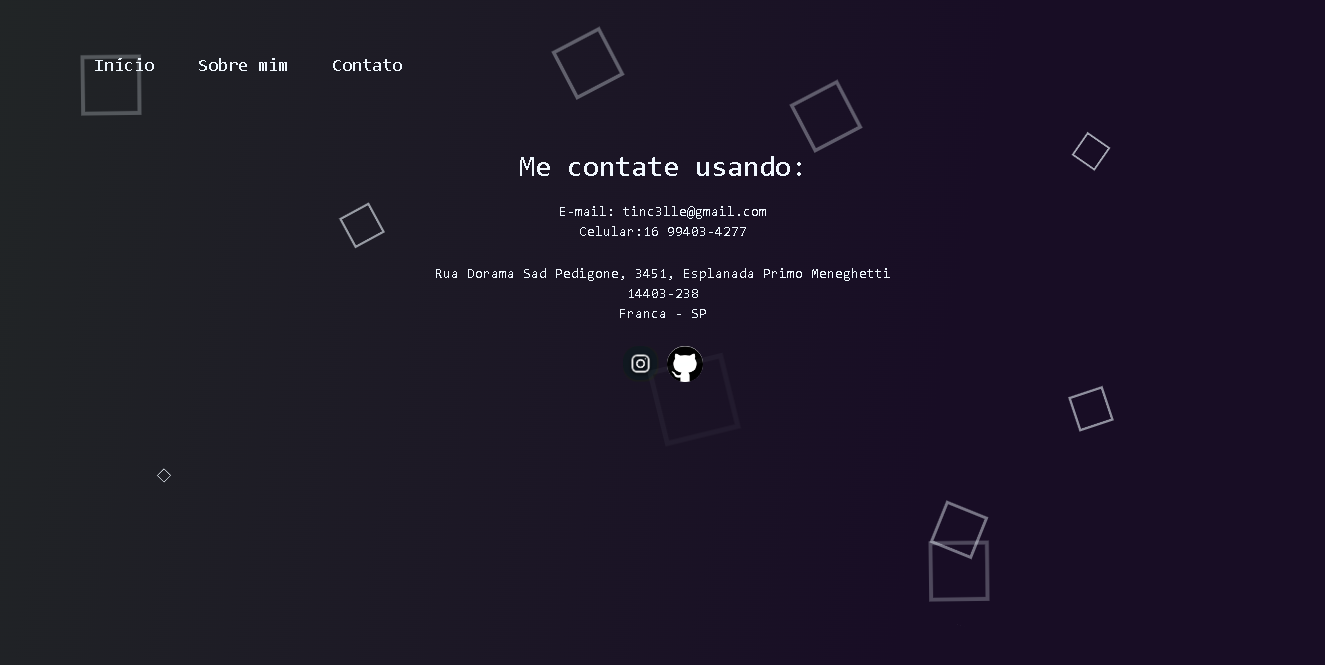 Início Sobre mim Contato
Me contate usando:
E-mail: tinc3lle@gmail.com
Celular:16 99403-4277
Rua Dorama Sad Pedigone, 3451, Esplanada Primo Meneghetti
14403-238
Franca - SP